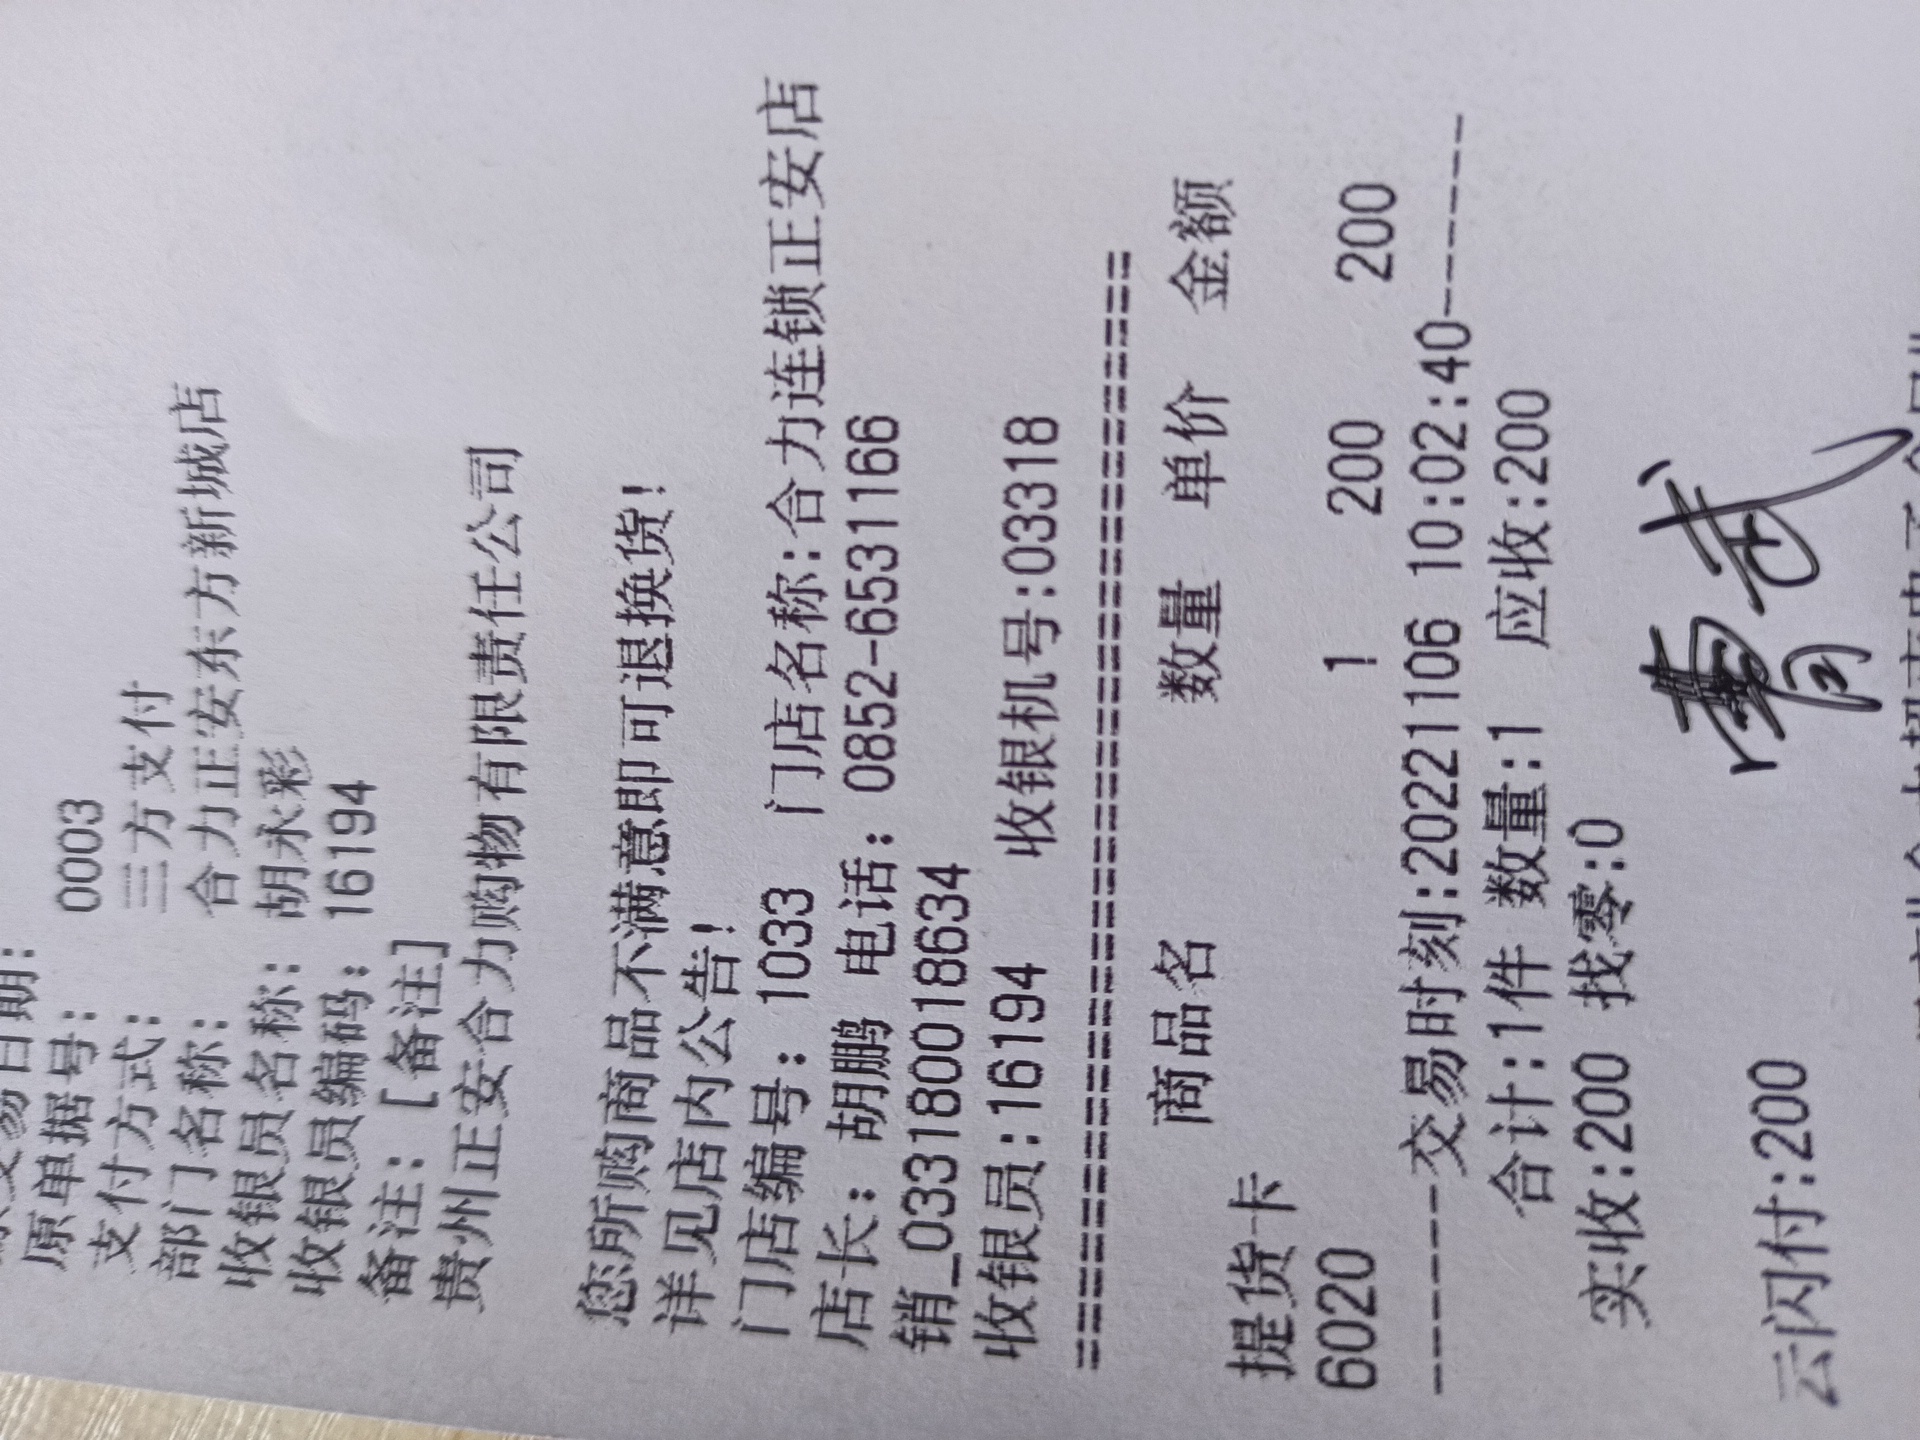 原单据号: 0003
支付方式: 三方支付
部门名称: 合力正安东方新城店
收银员名称: 胡永彩
收银员编码: 16194
备注: [备注]
贵州正安合力购物有限责任公司
您所购商品不满意即可退换货!
详见店内公告!
门店编号: 1033 门店名称:合力连锁正安店
店长: 胡鹏 电话: 0852-6531166
销_0331800018634
收银员:16194 收银机号:03318
================================
商品名 数量 单价 金额
提货卡
6020 1 200 200
-------交易时刻:20221106 10:02:40-------
合计:1件 数量:1 应收:200
实收:200 找零:0
云闪付:200